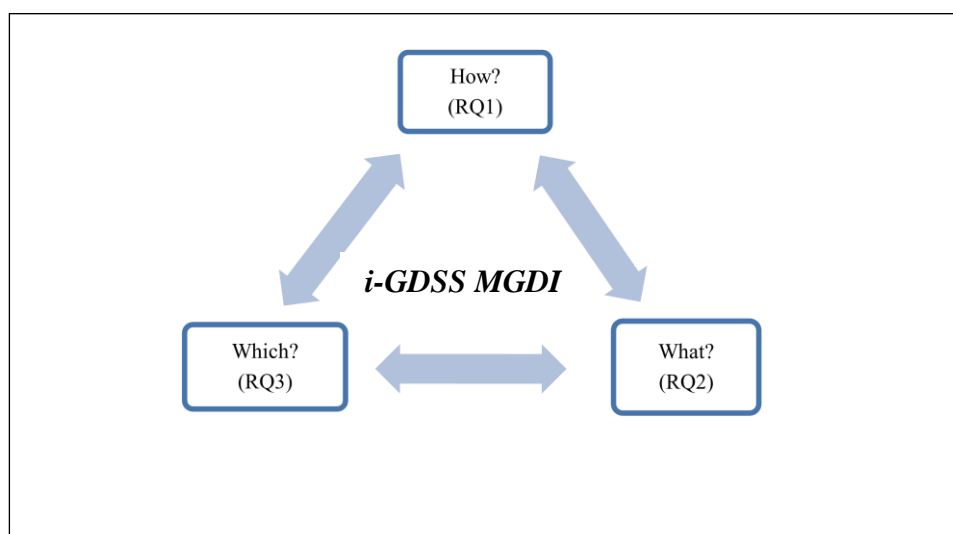 How?
(RQ1)
i-GDSS MGDI
Which?
(RQ3)
What?
(RQ2)